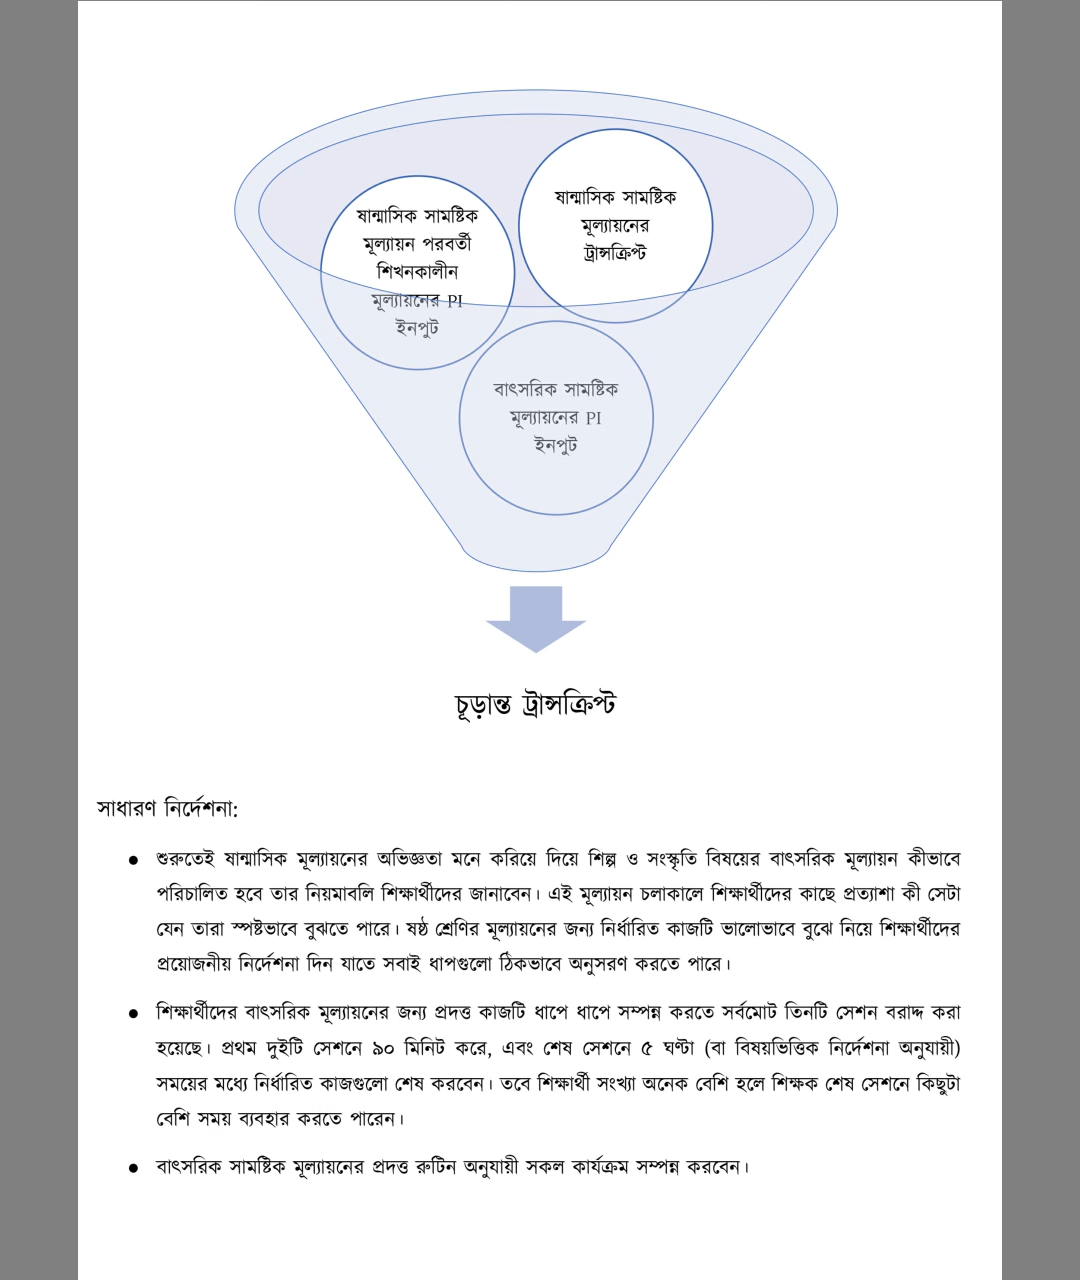 ষান্মাসিক সামষ্টিক
মূল্যায়ন পরবর্তী
শিখনকালীন
মূল্যায়নের PI
ইনপুট
ষান্মাসিক সামষ্টিক
মূল্যায়নের
ট্রান্সক্রিপ্ট
বাৎসরিক সামষ্টিক
মূল্যায়নের PI
ইনপুট
চূড়ান্ত ট্রান্সক্রিপ্ট
সাধারণ নির্দেশনা:
● শুরুতেই ষান্মাসিক মূল্যায়নের অভিজ্ঞতা মনে করিয়ে দিয়ে শিল্প ও সংস্কৃতি বিষয়ের বাৎসরিক মূল্যায়ন কীভাবে
পরিচালিত হবে তার নিয়মাবলি শিক্ষার্থীদের জানাবেন। এই মূল্যায়ন চলাকালে শিক্ষার্থীদের কাছে প্রত্যাশা কী সেটা
যেন তারা স্পষ্টভাবে বুঝতে পারে। ষষ্ঠ শ্রেণির মূল্যায়নের জন্য নির্ধারিত কাজটি ভালোভাবে বুঝে নিয়ে শিক্ষার্থীদের
প্রয়োজনীয় নির্দেশনা দিন যাতে সবাই ধাপগুলো ঠিকভাবে অনুসরণ করতে পারে।
● শিক্ষার্থীদের বাৎসরিক মূল্যায়নের জন্য প্রদত্ত কাজটি ধাপে ধাপে সম্পন্ন করতে সর্বমোট তিনটি সেশন বরাদ্দ করা
হয়েছে। প্রথম দুইটি সেশনে ৯০ মিনিট করে, এবং শেষ সেশনে ৫ ঘণ্টা (বা বিষয়ভিত্তিক নির্দেশনা অনুযায়ী)
সময়ের মধ্যে নির্ধারিত কাজগুলো শেষ করবেন। তবে শিক্ষার্থী সংখ্যা অনেক বেশি হলে শিক্ষক শেষ সেশনে কিছুটা
বেশি সময় ব্যবহার করতে পারেন।
● বাৎসরিক সামষ্টিক মূল্যায়নের প্রদত্ত রুটিন অনুযায়ী সকল কার্যক্রম সম্পন্ন করবেন।